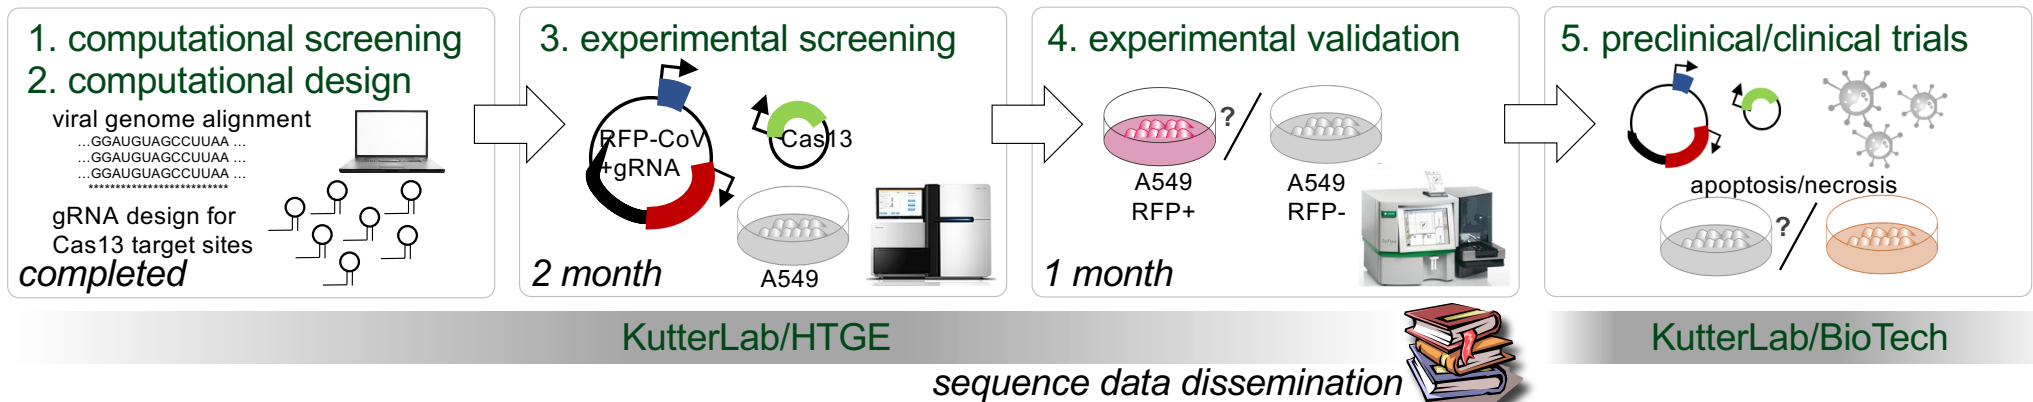 1. computational screening
2. computational design
viral genome alignment
...GGAUGUAGCCUUAA ...
...GGAUGUAGCCUUAA ...
...GGAUGUAGCCUUAA ...
**************************
gRNA design for
Cas13 target sites
completed
3. experimental screening
RFP-CoV
+gRNA
Cas13
A549
2 month
4. experimental validation
?
A549
RFP+
A549
RFP-
1 month
5. preclinical/clinical trials
apoptosis/necrosis
?
KutterLab/HTGE
KutterLab/BioTech
sequence data dissemination